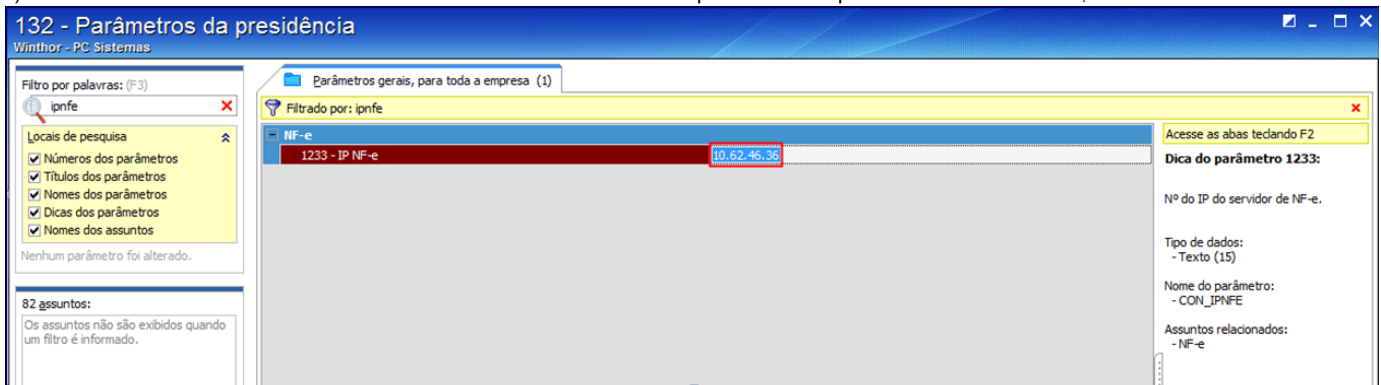 132 - Parâmetros da presidência
Winthor - PC Sistemas
Filtro por palavras: (F3)
ipnfe
Locais de pesquisa
Números dos parâmetros
Títulos dos parâmetros
Nomes dos parâmetros
Dicas dos parâmetros
Nomes dos assuntos
Nenhum parâmetro foi alterado.
82 assuntos:
Os assuntos não são exibidos quando
um filtro é informado.
Parâmetros gerais, para toda a empresa (1)
Filtrado por: ipnfe
NF-e
1233 - IP NF-e 10.62.46.36
Acesse as abas teclando F2
Dica do parâmetro 1233:
Nº do IP do servidor de NF-e.
Tipo de dados:
- Texto (15)
Nome do parâmetro:
- CON_IPNFE
Assuntos relacionados:
- NF-e